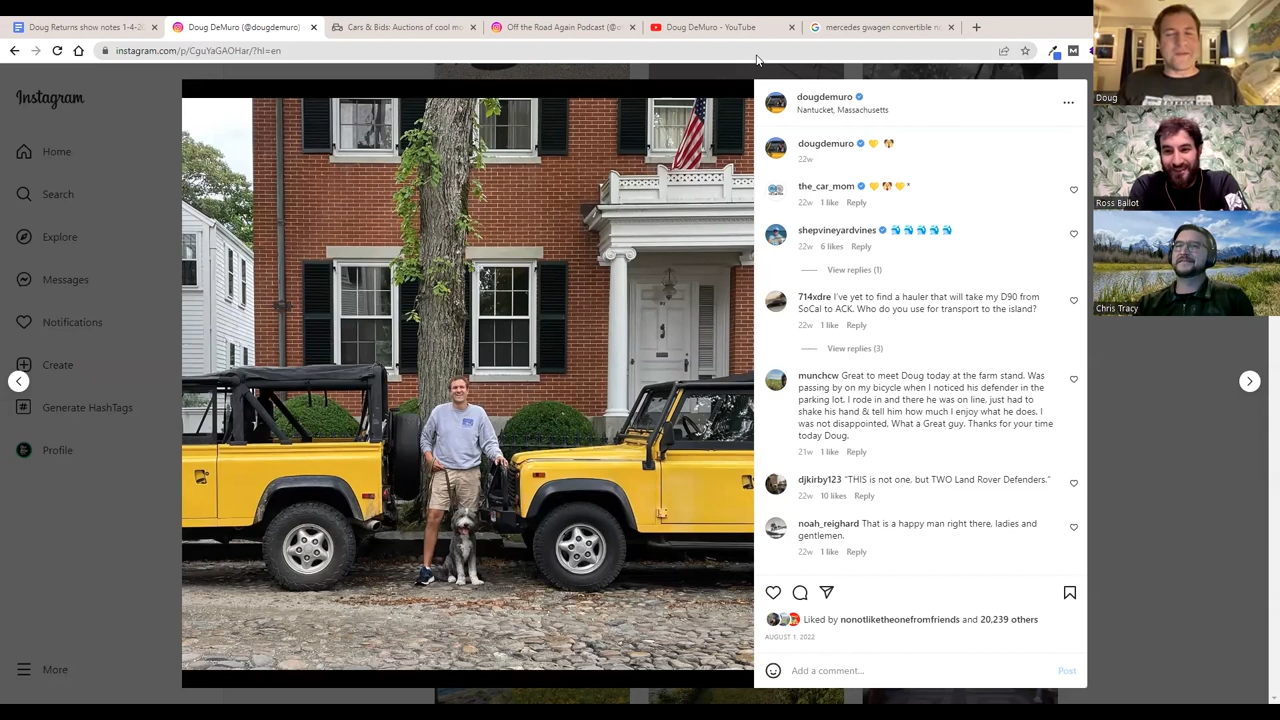 Doug Returns show notes 1-4-2
Doug DeMuro (@dougdemuro)
Cars & Bids: Auctions of cool mo
Off the Road Again Podcast (@o
Doug DeMuro - YouTube
mercedes gwagen convertible n
instagram.com/p/CguYaGAOHar/?hl=en
Doug
Ross Ballot
Chris Tracy
Instagram
Home
Search
Explore
Messages
Notifications
Create
Generate HashTags
Profile
More
dougdemuro
Nantucket, Massachusetts
dougdemuro 💛 🐶
22w
the_car_mom 💛 🐶 💛 *
22w 1 like Reply
shepvineyardvines
22w 6 likes Reply
View replies (1)
714xdre I've yet to find a hauler that will take my D90 from
SoCal to ACK. Who do you use for transport to the island?
22w 1 like Reply
View replies (3)
munchcw Great to meet Doug today at the farm stand. Was
passing by on my bicycle when I noticed his defender in the
parking lot. I rode in and there he was on line, just had to
shake his hand & tell him how much I enjoy what he does. I
was not disappointed. What a Great guy. Thanks for your time
today Doug.
21w 1 like Reply
djkirby123 "THIS is not one, but TWO Land Rover Defenders."
22w 10 likes Reply
noah_reighard That is a happy man right there, ladies and
gentlemen.
22w 1 like Reply
Liked by nonotliketheonefromfriends and 20,239 others
AUGUST 1, 2022
Add a comment...
Post